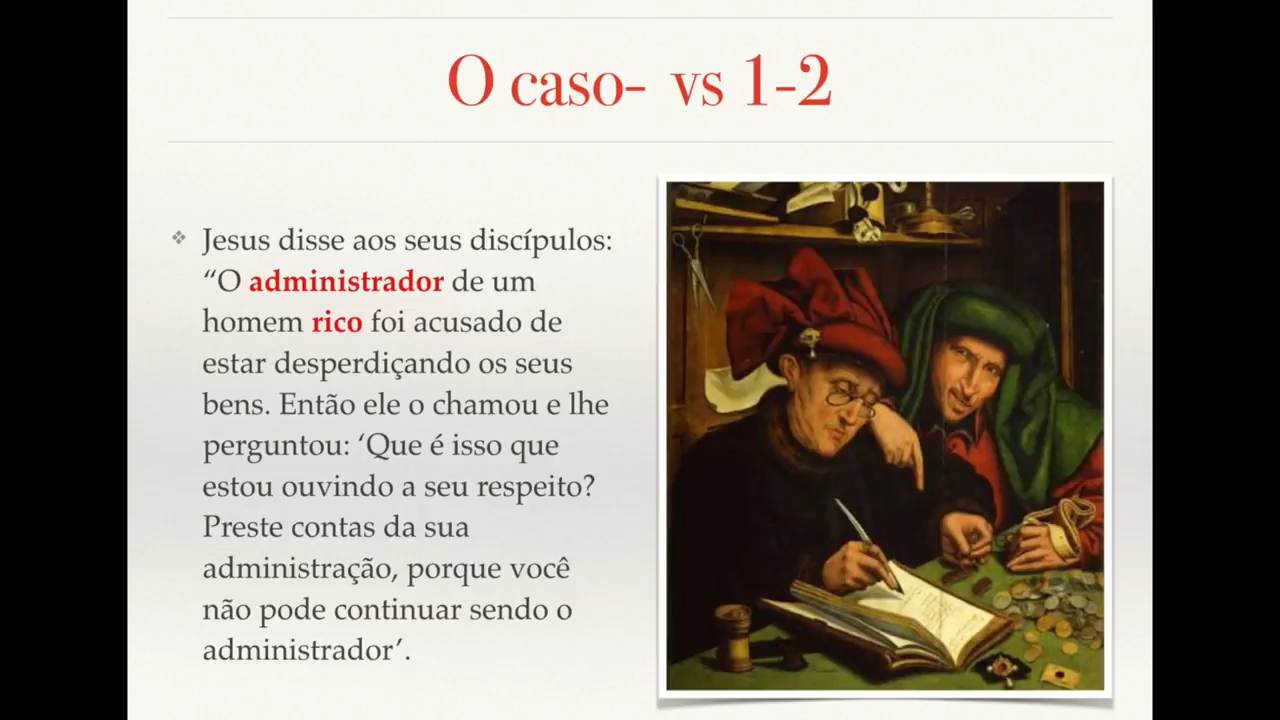 O caso- vs 1-2
Jesus disse aos seus discípulos:
“O administrador de um
homem rico foi acusado de
estar desperdiçando os seus
bens. Então ele o chamou e lhe
perguntou: ‘Que é isso que
estou ouvindo a seu respeito?
Preste contas da sua
administração, porque você
não pode continuar sendo o
administrador’.